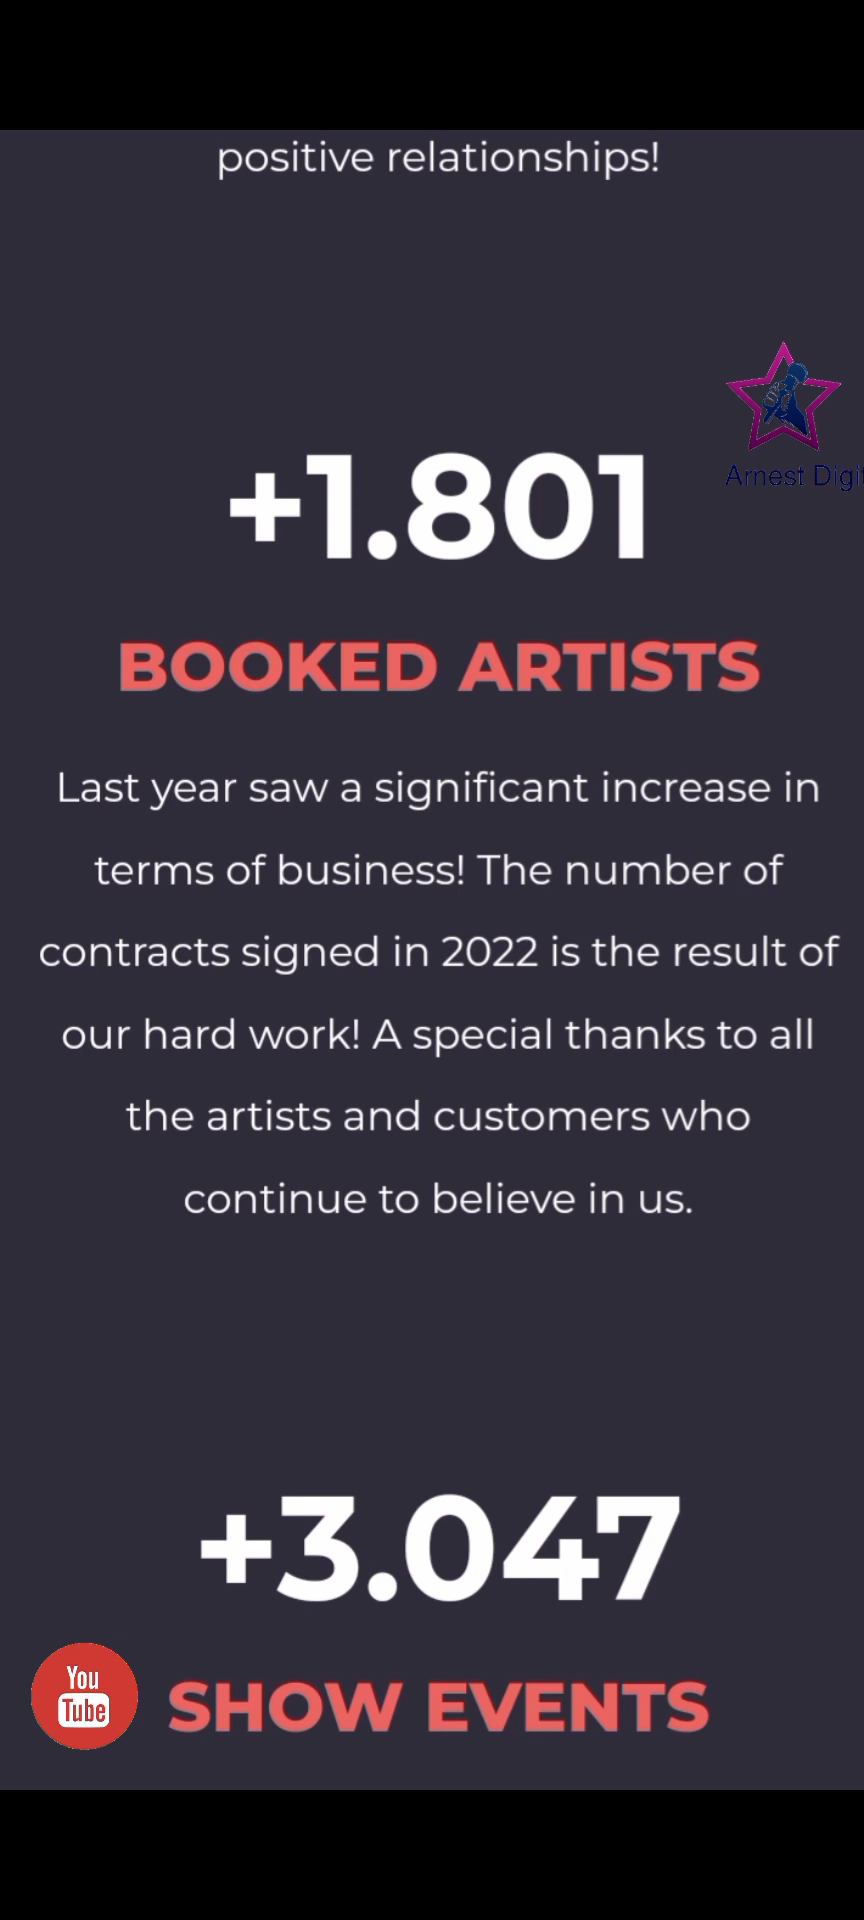 positive relationships!
Arnest Digi
+1.801
BOOKED ARTISTS
Last year saw a significant increase in
terms of business! The number of
contracts signed in 2022 is the result of
our hard work! A special thanks to all
the artists and customers who
continue to believe in us.
+3.047
You
Tube
SHOW EVENTS